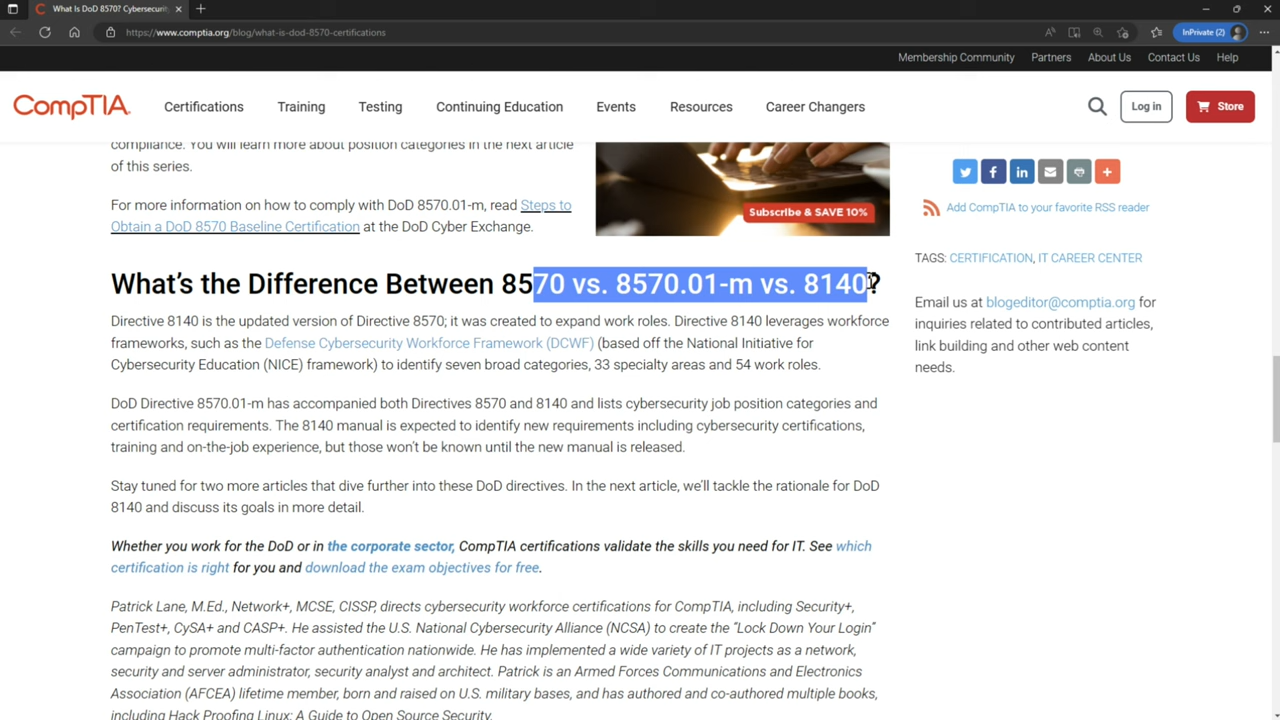 What Is DoD 8570? Cybersecurit
https://www.comptia.org/blog/what-is-dod-8570-certifications
InPrivate (2)
Membership Community Partners About Us Contact Us Help
CompTIA. Certifications Training Testing Continuing Education Events Resources Career Changers Log in Store
compliance. You will learn more about position categories in the next article
of this series.
For more information on how to comply with DoD 8570.01-m, read Steps to
Obtain a DoD 8570 Baseline Certification at the DoD Cyber Exchange.
Subscribe & SAVE 10%
What's the Difference Between 8570 vs. 8570.01-m vs. 8140?
Directive 8140 is the updated version of Directive 8570; it was created to expand work roles. Directive 8140 leverages workforce
frameworks, such as the Defense Cybersecurity Workforce Framework (DCWF) (based off the National Initiative for
Cybersecurity Education (NICE) framework) to identify seven broad categories, 33 specialty areas and 54 work roles.
DoD Directive 8570.01-m has accompanied both Directives 8570 and 8140 and lists cybersecurity job position categories and
certification requirements. The 8140 manual is expected to identify new requirements including cybersecurity certifications,
training and on-the-job experience, but those won't be known until the new manual is released.
Stay tuned for two more articles that dive further into these DoD directives. In the next article, we'll tackle the rationale for DoD
8140 and discuss its goals in more detail.
Whether you work for the DoD or in the corporate sector, CompTIA certifications validate the skills you need for IT. See which
certification is right for you and download the exam objectives for free.
Patrick Lane, M.Ed., Network+, MCSE, CISSP, directs cybersecurity workforce certifications for CompTIA, including Security+,
PenTest+, CySA+ and CASP+. He assisted the U.S. National Cybersecurity Alliance (NCSA) to create the "Lock Down Your Login"
campaign to promote multi-factor authentication nationwide. He has implemented a wide variety of IT projects as a network,
security and server administrator, security analyst and architect. Patrick is an Armed Forces Communications and Electronics
Association (AFCEA) lifetime member, born and raised on U.S. military bases, and has authored and co-authored multiple books,
including Hack Proofing Linux: A Guide to Open Source Security.
Add CompTIA to your favorite RSS reader
TAGS: CERTIFICATION, IT CAREER CENTER
Email us at blogeditor@comptia.org for
inquiries related to contributed articles,
link building and other web content
needs.